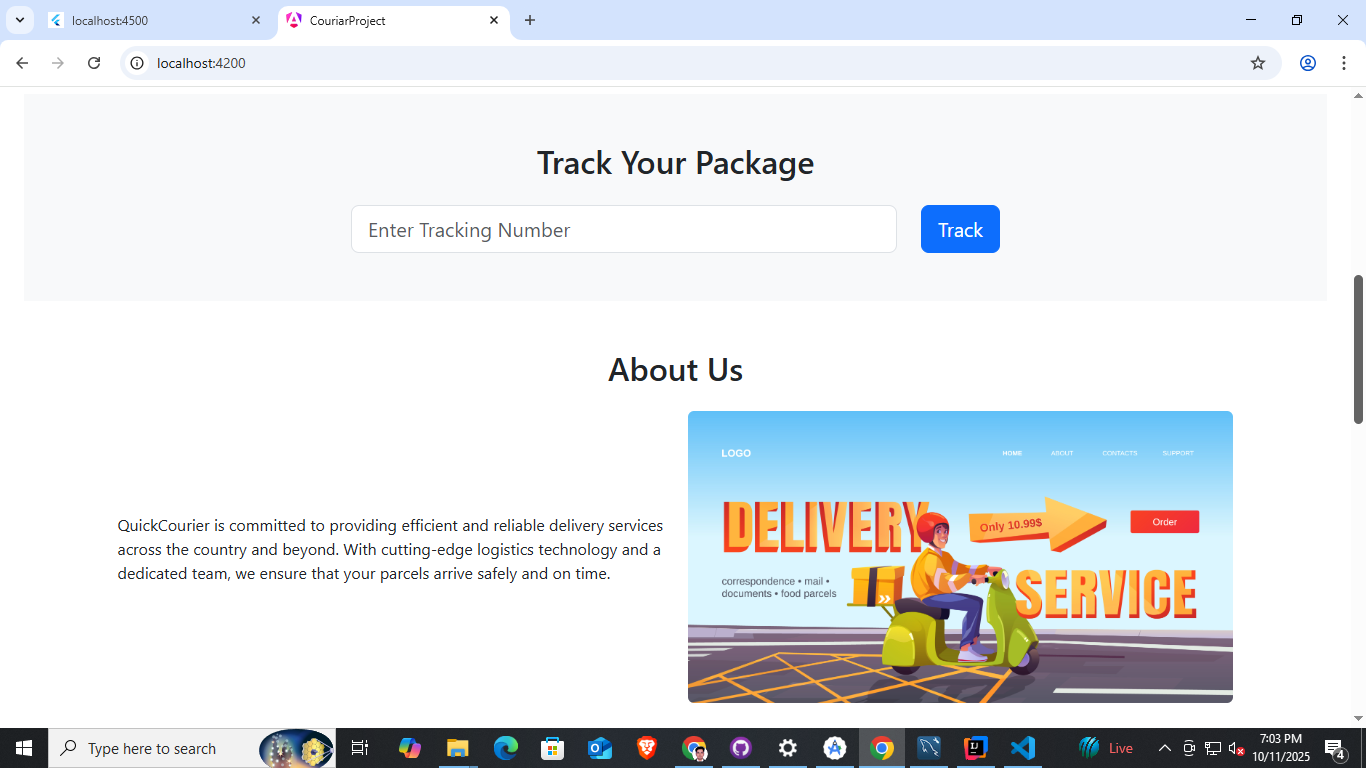 localhost:4500
CouriarProject
localhost:4200
Track Your Package
Enter Tracking Number
Track
About Us
QuickCourier is committed to providing efficient and reliable delivery services
across the country and beyond. With cutting-edge logistics technology and a
dedicated team, we ensure that your parcels arrive safely and on time.
LOGO
HOME ABOUT CONTACTS SUPPORT
DELIVERY
Only 10.99$
Order
correspondence • mail •
documents • food parcels
SERVICE
Type here to search
Live
7:03 PM
10/11/2025
4